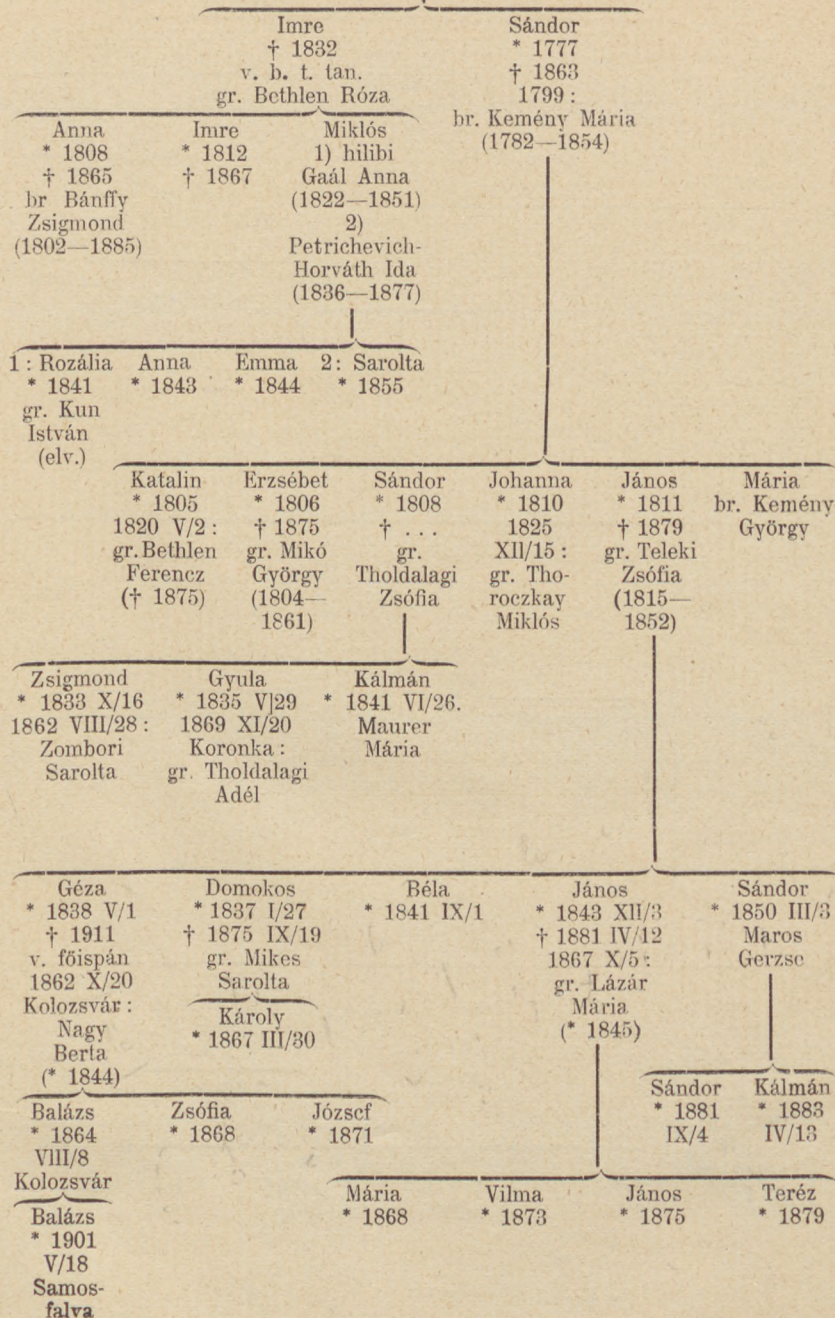 Imre
† 1832
v. b. t. tan.
gr. Bethlen Róza
Sándor
* 1777
† 1863
1799 :
br. Kemény Mária
(1782—1854)
Anna
* 1808
† 1865
br Bánffy
Zsigmond
(1802—1885)
Imre
* 1812
† 1867
Miklós
1) hilibi
Gaál Anna
(1822—1851)
2)
Petrichevich-
Horváth Ida
(1836—1877)
1 : Rozália
* 1841
gr. Kun
István
(elv.)
Anna
* 1843
Emma
* 1844
2 : Sarolta
* 1855
Katalin
* 1805
1820 V/2 :
gr. Bethlen
Ferencz
(† 1875)
Erzsébet
* 1806
† 1875
gr. Mikó
György
(1804—
1861)
Sándor
* 1808
† ...
gr.
Tholdalagi
Zsófia
Johanna
* 1810
1825
XII/15 :
gr. Tho-
roczkay
Miklós
János
* 1811
† 1879
gr. Teleki
Zsófia
(1815—
1852)
Mária
br. Kemény
György
Zsigmond
* 1833 X/16
1862 VIII/28 :
Zombori
Sarolta
Gyula
* 1835 V|29
1869 XI/20
Koronka :
gr. Tholdalagi
Adél
Kálmán
* 1841 VI/26.
Maurer
Mária
Géza
* 1838 V/1
† 1911
v. főispán
1862 X/20
Kolozsvár :
Nagy
Berta
(* 1844)
Domokos
* 1837 I/27
† 1875 IX/19
gr. Mikes
Sarolta
Károly
* 1867 III/30
Béla
* 1841 IX/1
János
* 1843 XII/3
† 1881 IV/12
1867 X/5 :
gr. Lázár
Mária
(* 1845)
Sándor
* 1850 III/3
Maros
Gerzse
Sándor
* 1881
IX/4
Kálmán
* 1883
IV/13
Balázs
* 1864
VIII/8
Kolozsvár
Zsófia
* 1868
József
* 1871
Mária
* 1868
Vilma
* 1873
János
* 1875
Teréz
* 1879
Balázs
* 1901
V/18
Samos-
falva